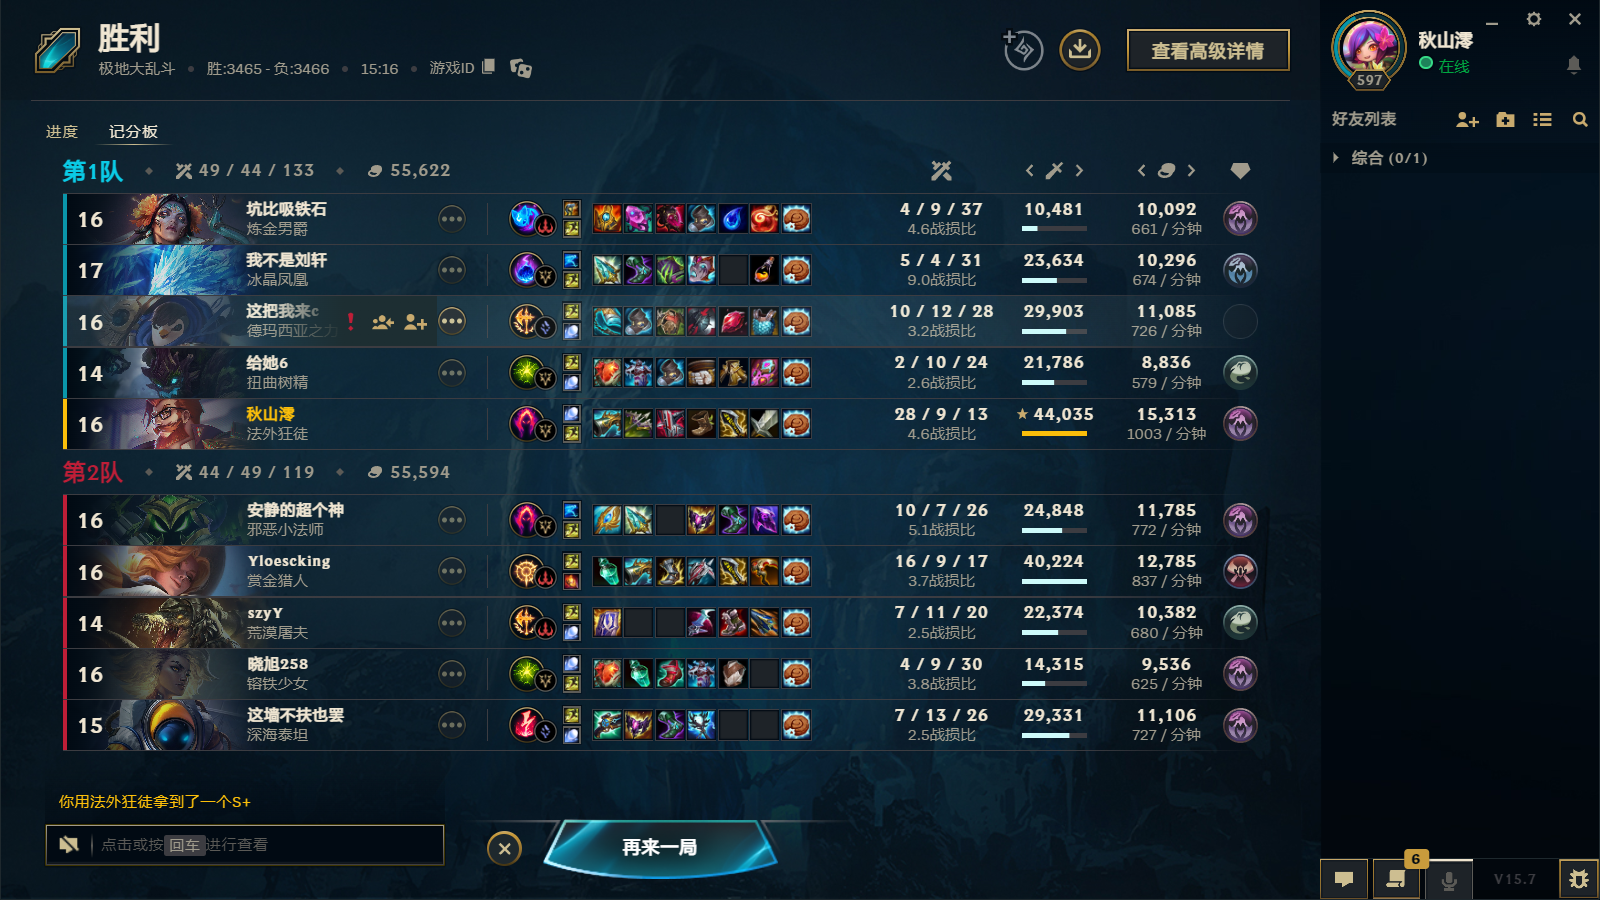 胜利
极地大乱斗 • 胜:3465 - 负:3466 • 15:16 • 游戏ID
查看高级详情
进度 记分板
第1队 49 / 44 / 133 55,622
16 坑比吸铁石 4 / 9 / 37 10,481 10,092
炼金男爵 4.6战损比 661 / 分钟
17 我不是刘轩 5 / 4 / 31 23,634 10,296
冰晶凤凰 9.0战损比 674 / 分钟
16 这把我来c 10 / 12 / 28 29,903 11,085
德玛西亚之力 3.2战损比 726 / 分钟
14 给她6 2 / 10 / 24 21,786 8,836
扭曲树精 2.6战损比 579 / 分钟
16 秋山澪 28 / 9 / 13 44,035 15,313
法外狂徒 4.6战损比 1003 / 分钟
第2队 44 / 49 / 119 55,594
16 安静的超个神 10 / 7 / 26 24,848 11,785
邪恶小法师 5.1战损比 772 / 分钟
16 Yloescking 16 / 9 / 17 40,224 12,785
赏金猎人 3.7战损比 837 / 分钟
14 szyY 7 / 11 / 20 22,374 10,382
荒漠屠夫 2.5战损比 680 / 分钟
16 晓旭258 4 / 9 / 30 14,315 9,536
镕铁少女 3.8战损比 625 / 分钟
15 这墙不扶也罢 7 / 13 / 26 29,331 11,106
深海泰坦 2.5战损比 727 / 分钟
你用法外狂徒拿到了一个S+
点击或按回车进行查看
再来一局
秋山澪
597
在线
好友列表
综合 (0/1)
6
V15.7